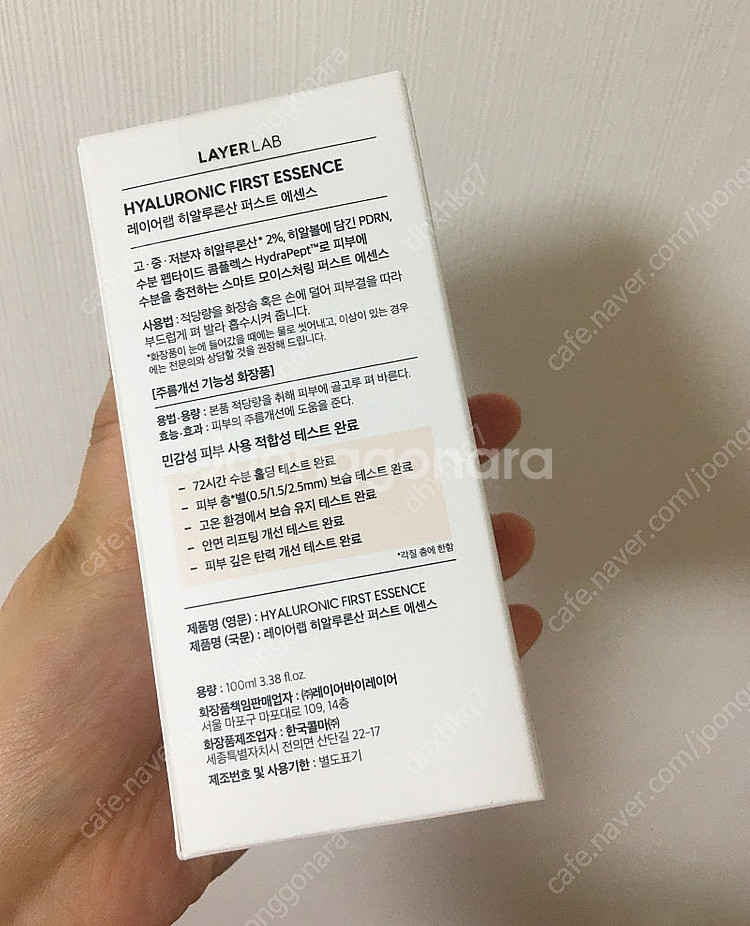 LAYERLAB
HYALURONIC FIRST ESSENCE
레이어랩 히알루론산 퍼스트 에센스
고·중·저분자 히알루론산* 2%, 히알볼에 담긴 PDRN,
수분 펩타이드 콤플렉스 HydraPept™로 피부에
수분을 충전하는 스마트 모이스처링 퍼스트 에센스
사용법 : 적당량을 화장솜 혹은 손에 덜어 피부결을 따라
부드럽게 펴 발라 흡수시켜 줍니다.
*화장품이 눈에 들어갔을 때에는 물로 씻어내고, 이상이 있는 경우
에는 전문의와 상담할 것을 권장해 드립니다.
[주름개선 기능성 화장품]
용법·용량 : 본품 적당량을 취해 피부에 골고루 펴 바른다.
효능·효과 : 피부의 주름개선에 도움을 준다.
민감성 피부 사용 적합성 테스트 완료
- 72시간 수분 홀딩 테스트 완료
- 피부 층*별(0.5/1.5/2.5mm) 보습 테스트 완료
- 고온 환경에서 보습 유지 테스트 완료
- 안면 리프팅 개선 테스트 완료
- 피부 깊은 탄력 개선 테스트 완료
*각질 층에 한함
제품명 (영문) : HYALURONIC FIRST ESSENCE
제품명 (국문) : 레이어랩 히알루론산 퍼스트 에센스
용량 : 100ml 3.38 fl.oz.
화장품책임판매업자 : ㈜레이어바이레이어
서울 마포구 마포대로 109, 14층
화장품제조업자 : 한국콜마㈜
세종특별자치시 전의면 산단길 22-17
제조번호 및 사용기한 : 별도표기
joonggonara
cafe.naver.com/joong
cafe.naver.com/joong
cafe.naver.com/joong
dhxhkq7
dhxhkq7
joonggonara